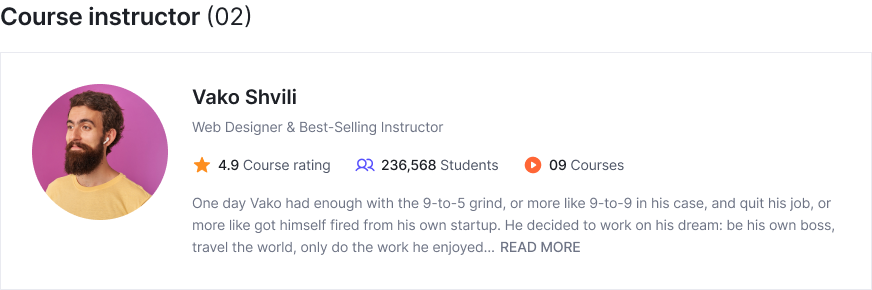 Course instructor (02)
Vako Shvili
Web Designer & Best-Selling Instructor
4.9 Course rating 236,568 Students 09 Courses
One day Vako had enough with the 9-to-5 grind, or more like 9-to-9 in his case, and quit his job, or
more like got himself fired from his own startup. He decided to work on his dream: be his own boss,
travel the world, only do the work he enjoyed... READ MORE